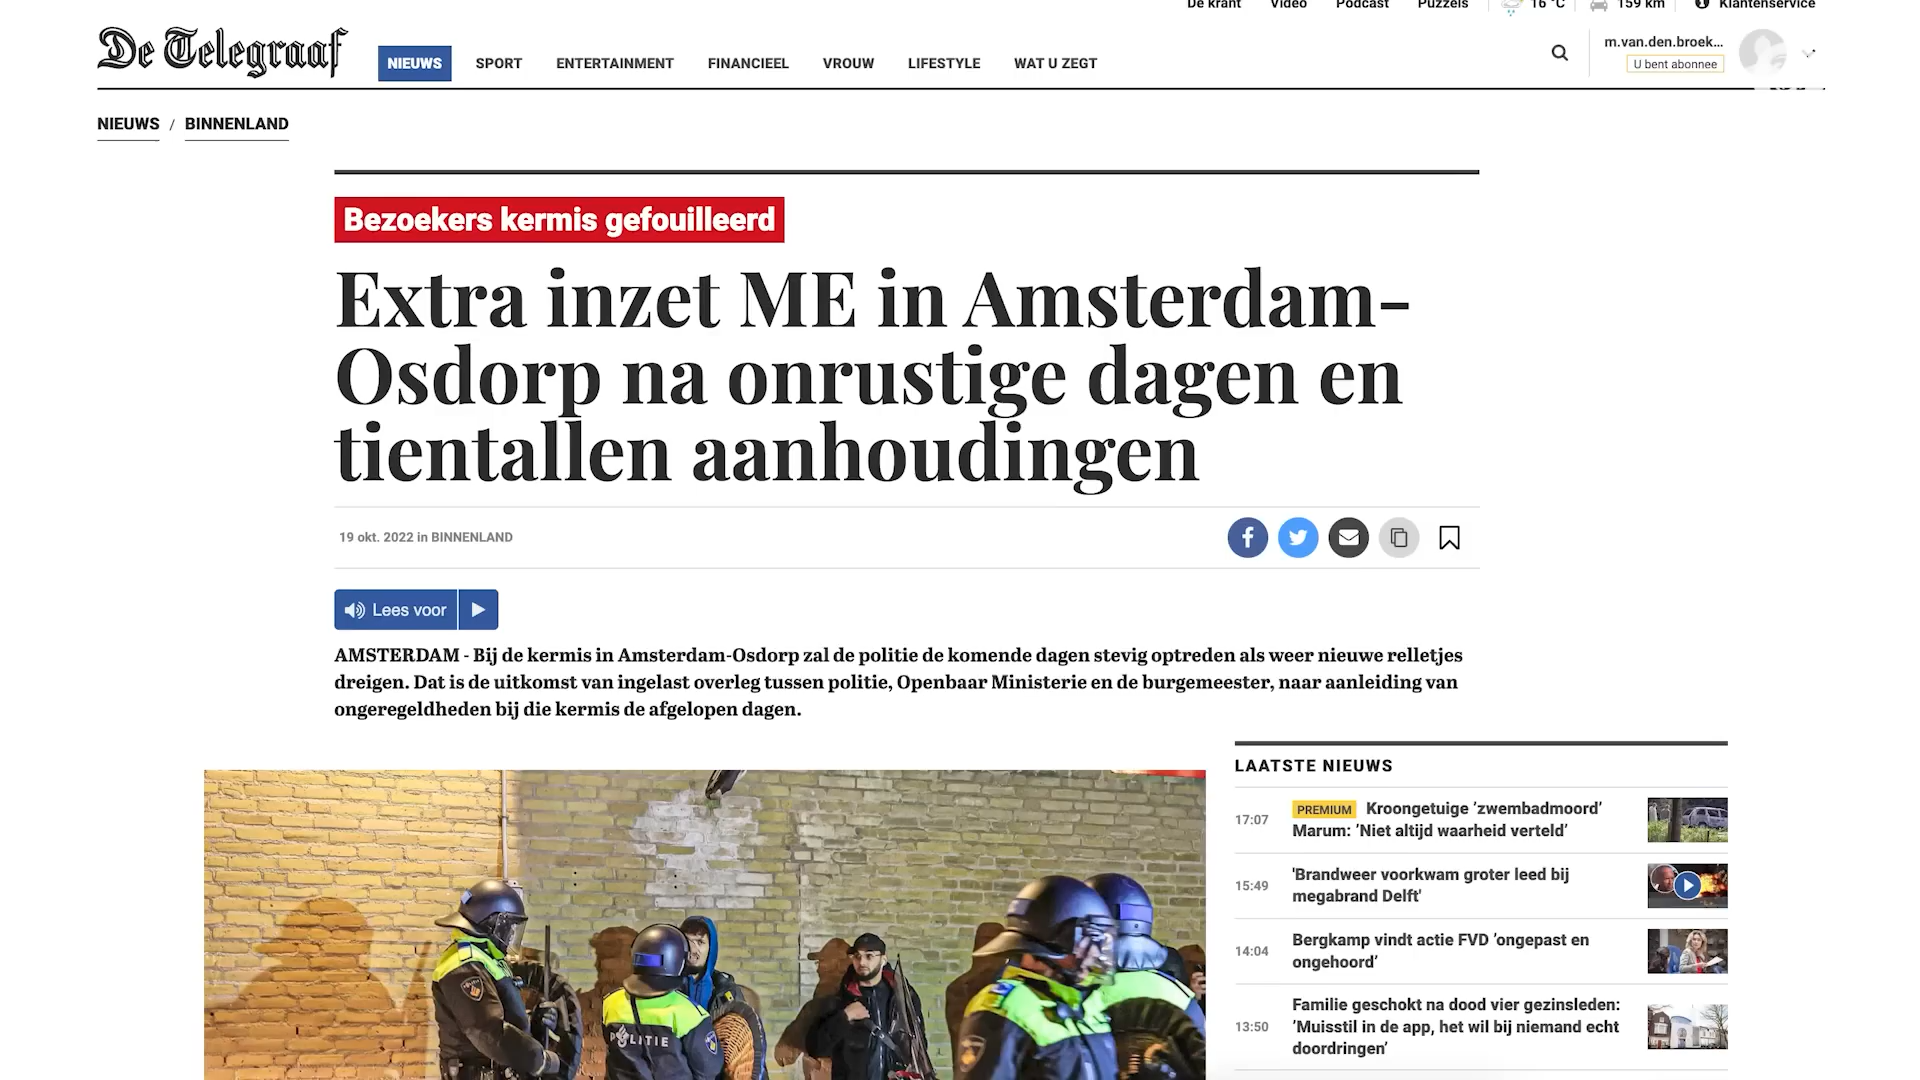 De krant Video Podcast Puzzels 16 °C 159 km Klantenservice
De Telegraaf
NIEUWS SPORT ENTERTAINMENT FINANCIEEL VROUW LIFESTYLE WAT U ZEGT
m.van.den.broek...
U bent abonnee
NIEUWS / BINNENLAND
Bezoekers kermis gefouilleerd
Extra inzet ME in Amsterdam-
Osdorp na onrustige dagen en
tientallen aanhoudingen
19 okt. 2022 in BINNENLAND
Lees voor
AMSTERDAM - Bij de kermis in Amsterdam-Osdorp zal de politie de komende dagen stevig optreden als weer nieuwe relletjes
dreigen. Dat is de uitkomst van ingelast overleg tussen politie, Openbaar Ministerie en de burgemeester, naar aanleiding van
ongeregeldheden bij die kermis de afgelopen dagen.
POLITIE
LAATSTE NIEUWS
17:07
PREMIUM Kroongetuige ’zwembadmoord’
Marum: ’Niet altijd waarheid verteld’
15:49
'Brandweer voorkwam groter leed bij
megabrand Delft'
14:04
Bergkamp vindt actie FVD ’ongepast en
ongehoord’
13:50
Familie geschokt na dood vier gezinsleden:
’Muisstil in de app, het wil bij niemand echt
doordringen’